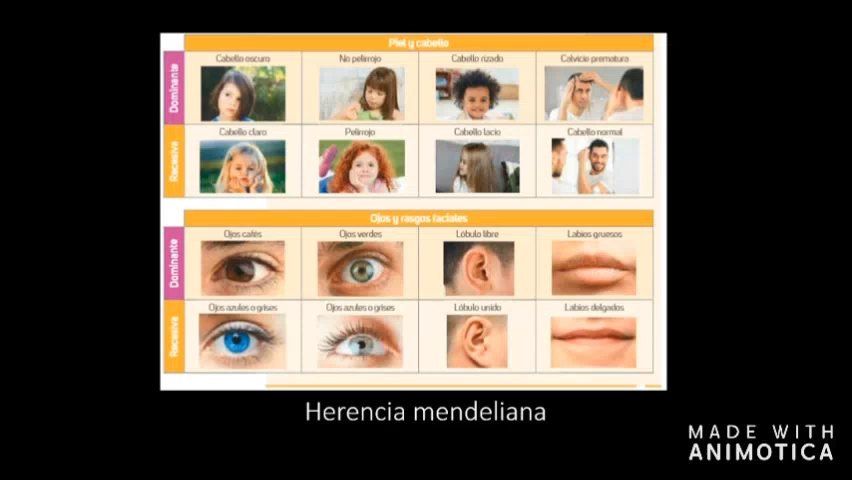 Piel y cabello
Dominante
Cabello oscuro
No pelirrojo
Cabello rizado
Calvicie prematura
Recesivo
Cabello claro
Pelirrojo
Cabello lacio
Cabello normal
Ojos y rasgos faciales
Dominante
Ojos cafés
Ojos verdes
Lóbulo libre
Labios gruesos
Recesivo
Ojos azules o grises
Ojos azules o grises
Lóbulo unido
Labios delgados
Herencia mendeliana
MADE WITH
ANIMOTICA